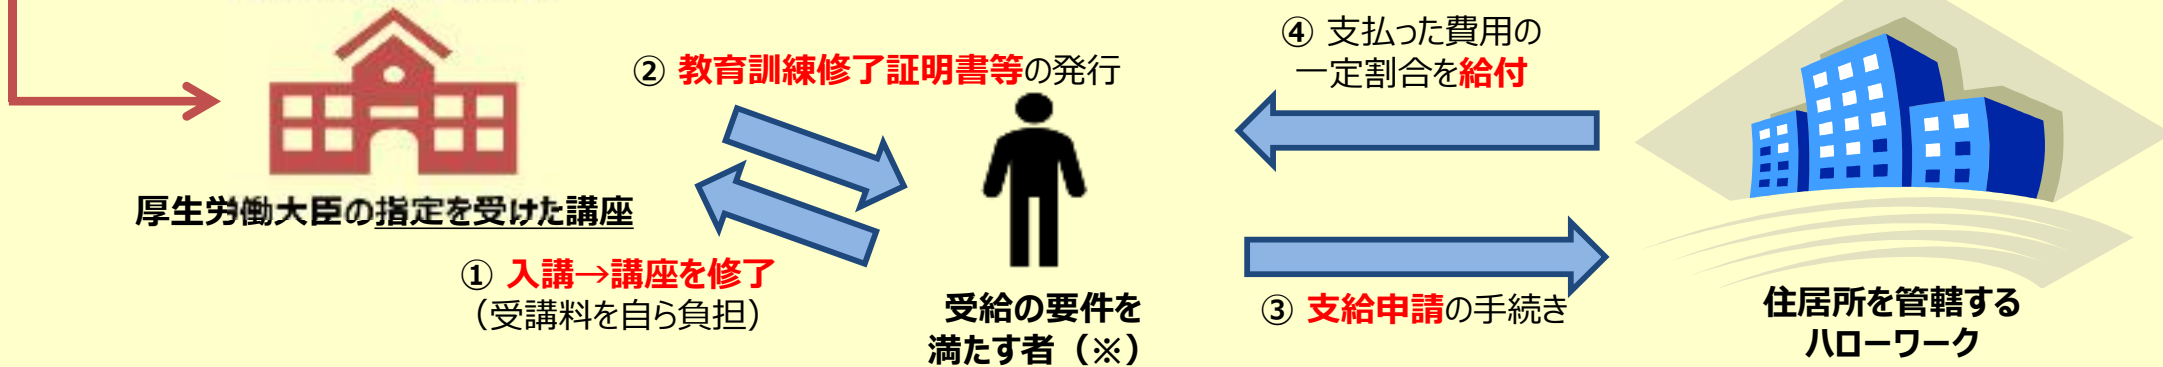 ② 教育訓練修了証明書等の発行
④ 支払った費用の
一定割合を給付
厚生労働大臣の指定を受けた講座
① 入講→講座を修了
（受講料を自ら負担）
受給の要件を
満たす者（※）
③ 支給申請の手続き
住居所を管轄する
ハローワーク